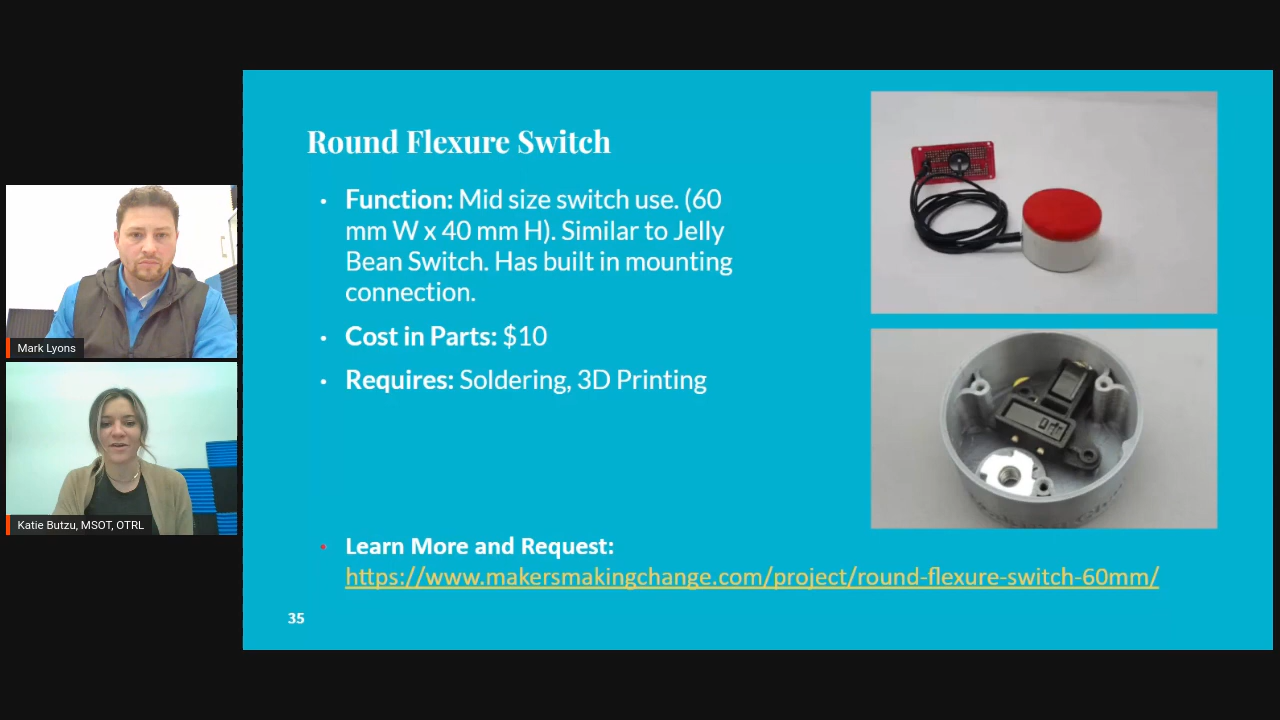 Round Flexure Switch
• Function: Mid size switch use. (60
mm W x 40 mm H). Similar to Jelly
Bean Switch. Has built in mounting
connection.
• Cost in Parts: $10
• Requires: Soldering, 3D Printing
• Learn More and Request:
https://www.makersmakingchange.com/project/round-flexure-switch-60mm/
35
Mark Lyons
Katie Butzu, MSOT, OTRL